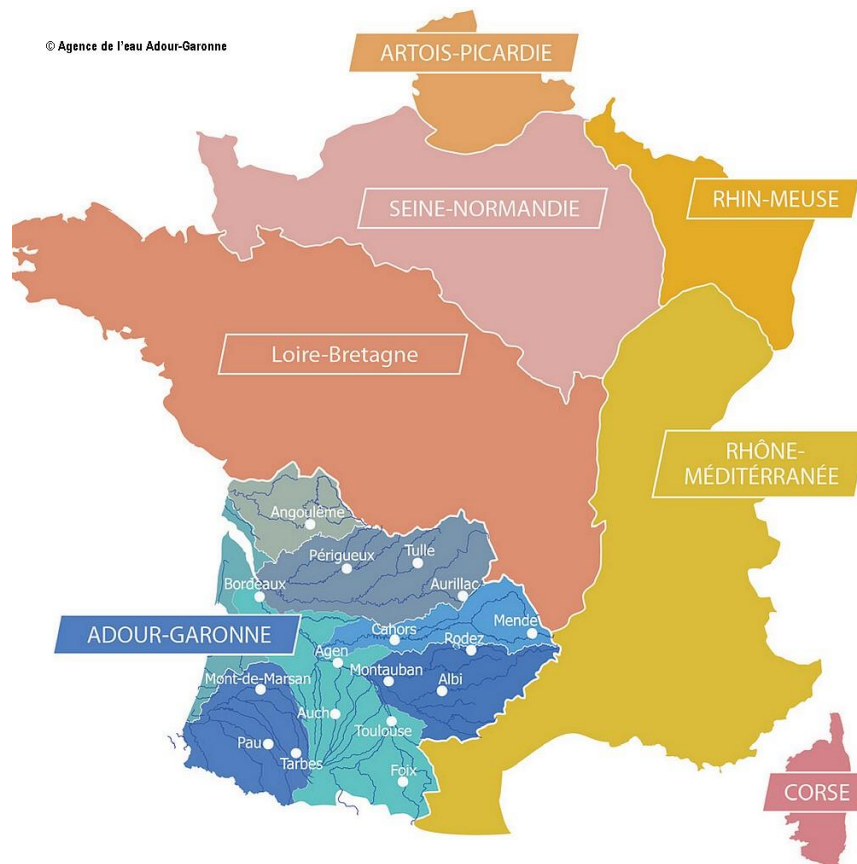 © Agence de l'eau Adour-Garonne
ARTOIS-PICARDIE
RHIN-MEUSE
SEINE-NORMANDIE
Loire-Bretagne
RHÔNE-
MÉDITÉRRANÉE
Angoulême
Périgueux
Tulle
Bordeaux
Aurillac
ADOUR-GARONNE
Cahors
Mende
Rodez
Agen
Montauban
Mont-de-Marsan
Albi
Auch
Toulouse
Pau
Tarbes
Foix
CORSE